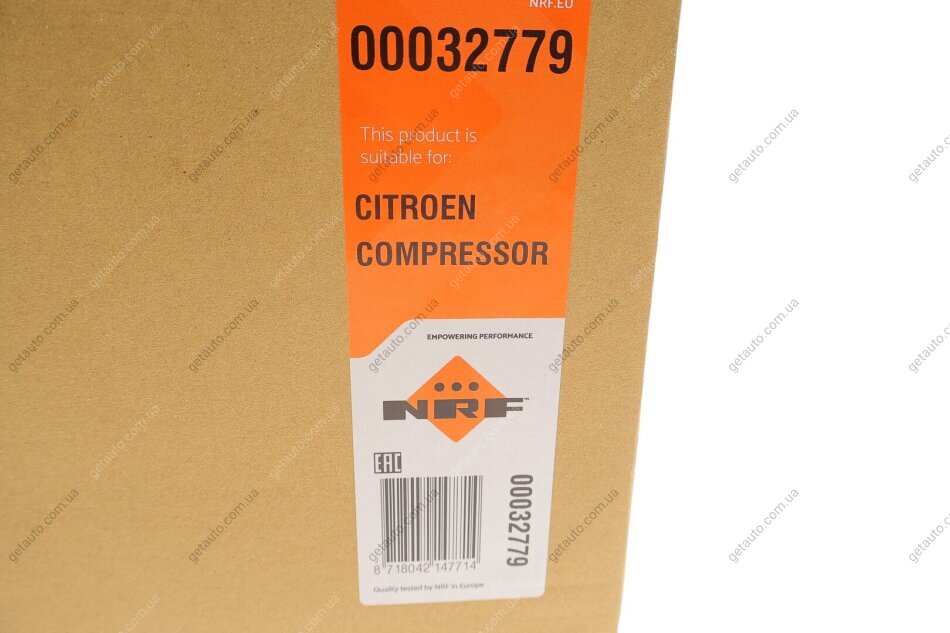 NRF.EU
00032779
This product is
suitable for:
CITROEN
COMPRESSOR
EMPOWERING PERFORMANCE
NRF™
EAC
00032779
8 718042 147714
Quality tested by NRF in Europe
getauto.com.ua